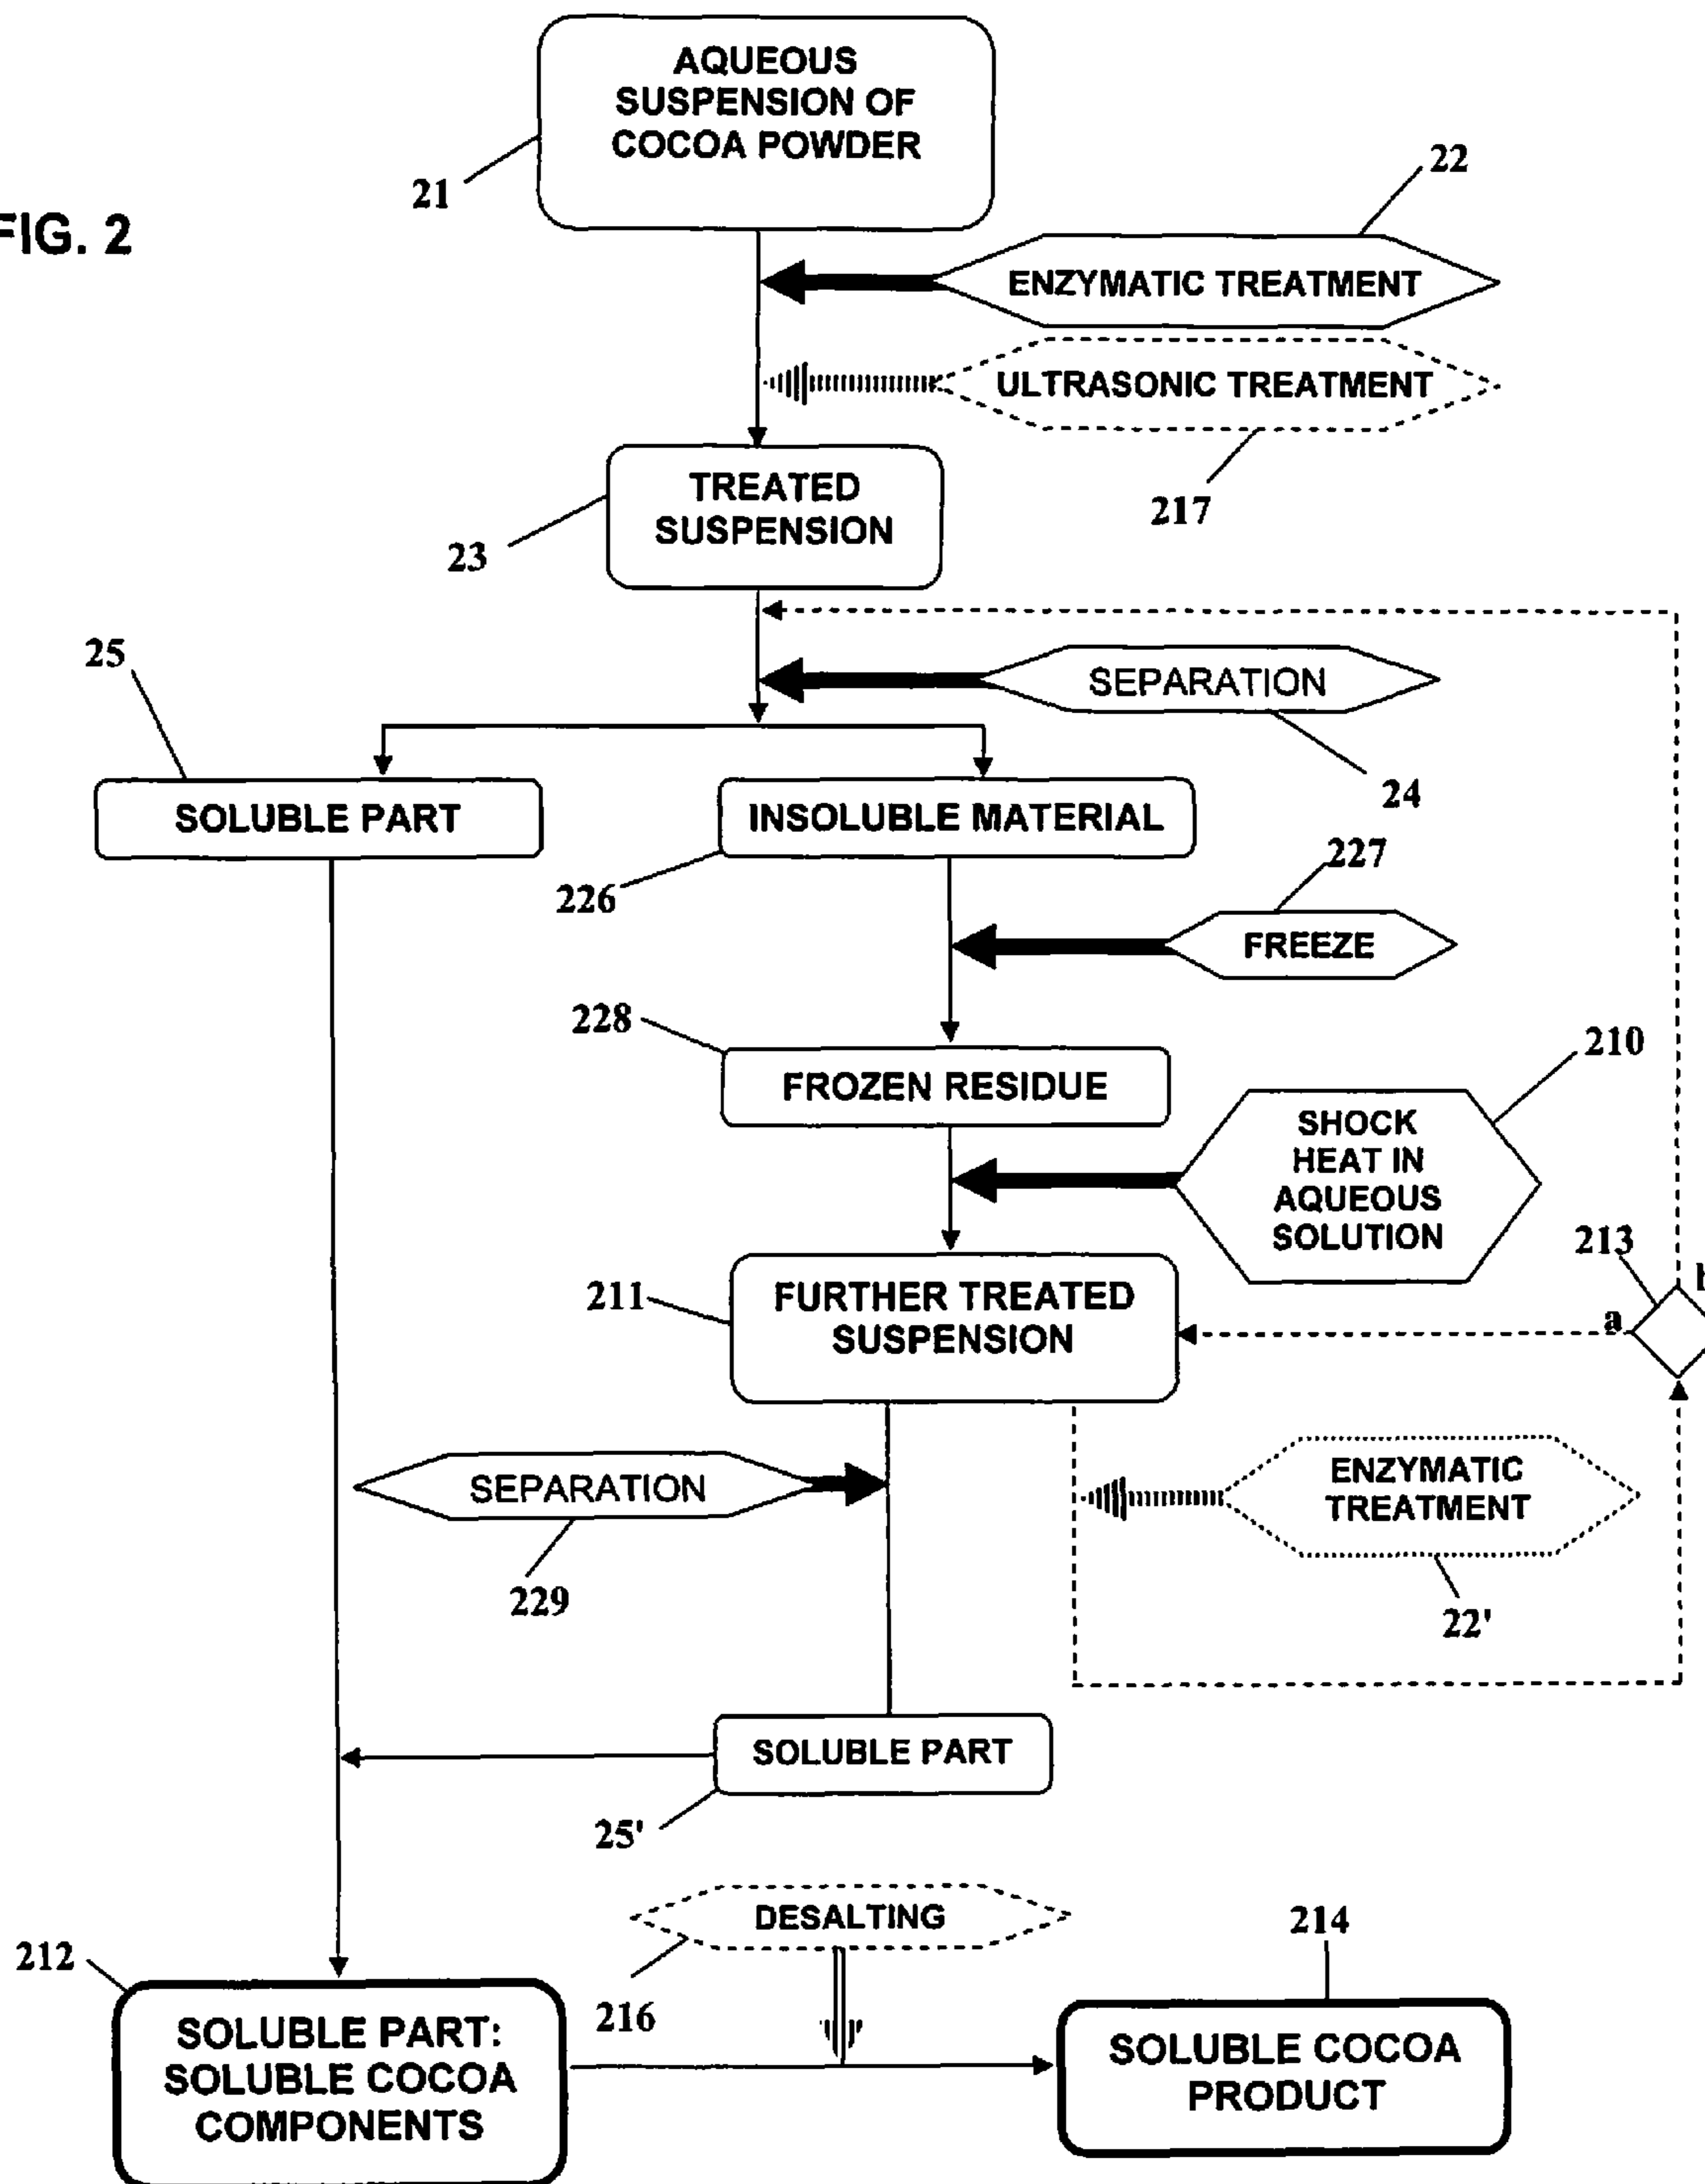 AQUEOUS
SUSPENSION OF
COCOA POWDER
21
22
FIG. 2
ENZYMATIC TREATMENT
ULTRASONIC TREATMENT
217
TREATED
SUSPENSION
23
25
SEPARATION
24
SOLUBLE PART
INSOLUBLE MATERIAL
226
227
FREEZE
228
FROZEN RESIDUE
210
SHOCK
HEAT IN
AQUEOUS
SOLUTION
213
211
FURTHER TREATED
SUSPENSION
a
b
SEPARATION
229
ENZYMATIC
TREATMENT
22'
SOLUBLE PART
25'
DESALTING
216
214
212
SOLUBLE PART:
SOLUBLE COCOA
COMPONENTS
SOLUBLE COCOA
PRODUCT